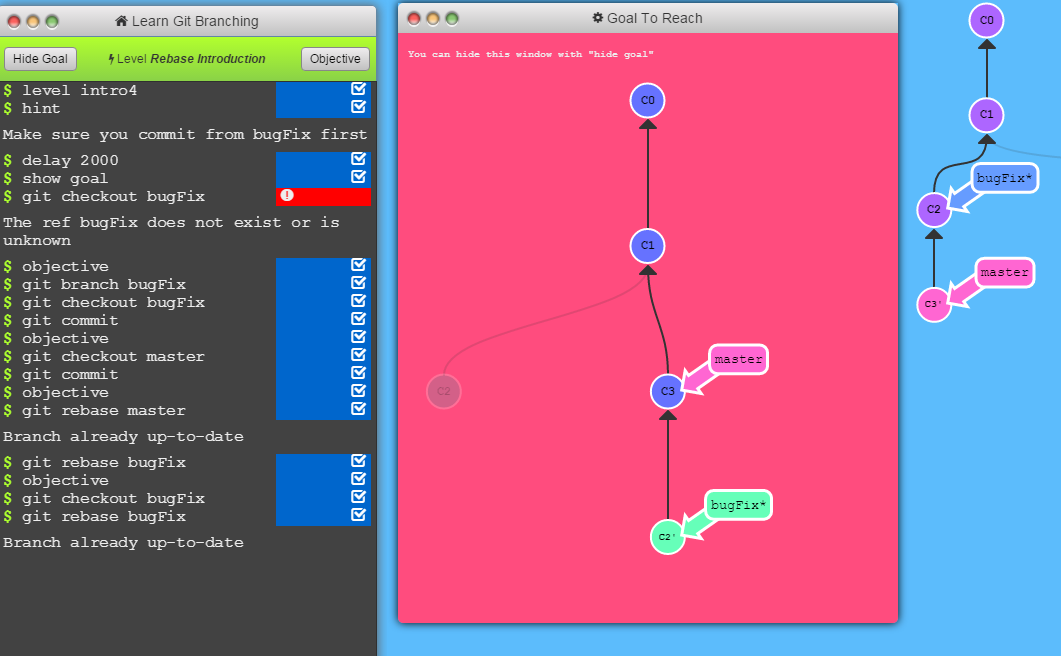 Learn Git Branching
Hide Goal
Level Rebase Introduction
Objective
$ level intro4
$ hint
Make sure you commit from bugFix first
$ delay 2000
$ show goal
$ git checkout bugFix
The ref bugFix does not exist or is
unknown
$ objective
$ git branch bugFix
$ git checkout bugFix
$ git commit
$ objective
$ git checkout master
$ git commit
$ objective
$ git rebase master
Branch already up-to-date
$ git rebase bugFix
$ objective
$ git checkout bugFix
$ git rebase bugFix
Branch already up-to-date
Goal To Reach
You can hide this window with "hide goal"
C0
C1
C2
C3
master
C2'
bugFix*
C0
C1
bugFix*
C2
master
C3'